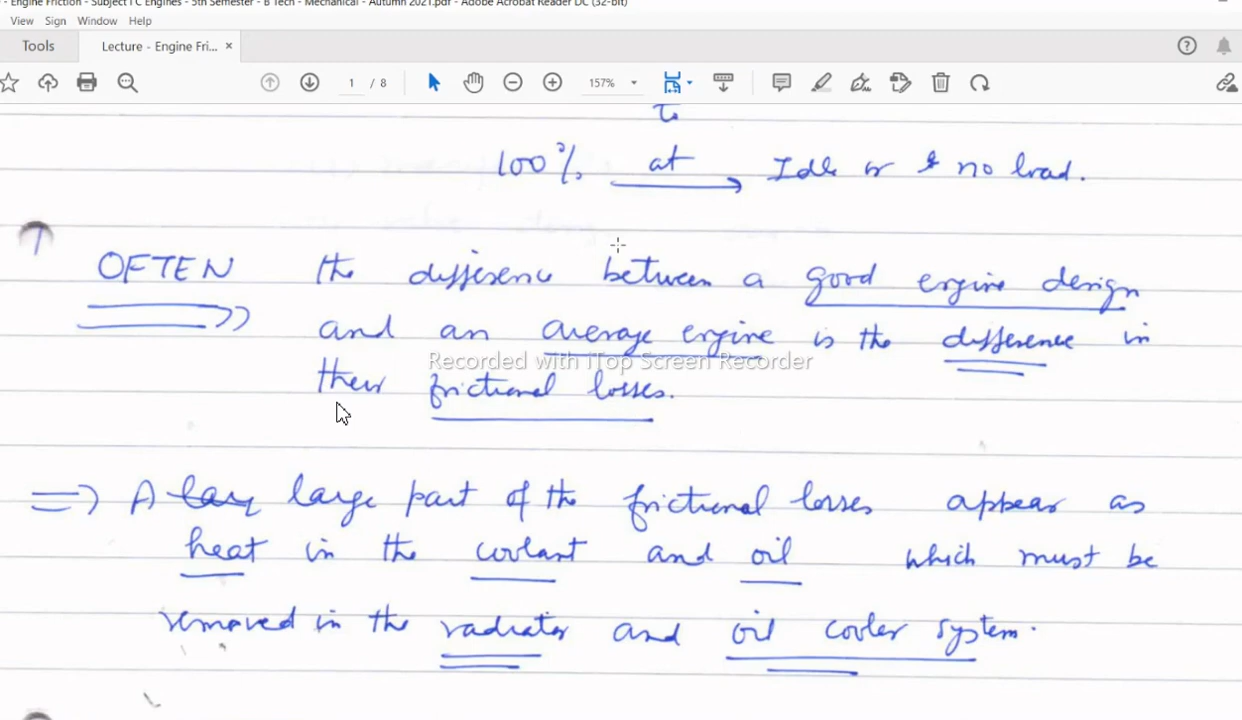 - Engine Friction - Subject I C Engines - 5th Semester - B Tech - Mechanical - Autumn 2021.pdf - Adobe Acrobat Reader DC (32-bit)
View Sign Window Help
Tools Lecture - Engine Fri... ×
1 / 8 157%
To
100% at Idle or no load.
OFTEN the difference between a good engine design
and an average engine is the difference in
Recorded with iTop Screen Recorder
their frictional losses.
=> A large part of the frictional losses appear as
heat in the coolant and oil which must be
removed in the radiator and oil cooler system.